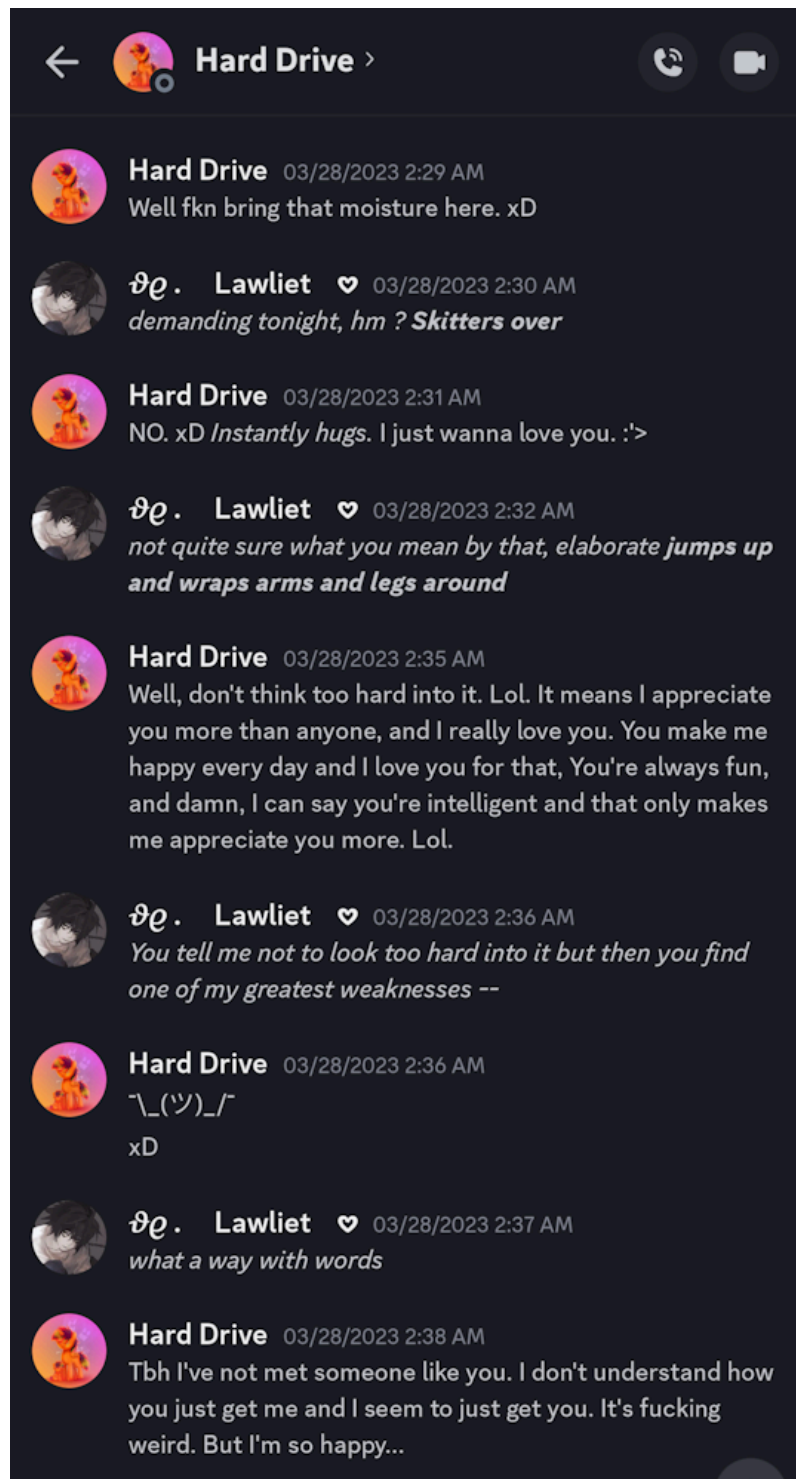 Hard Drive ›
Hard Drive 03/28/2023 2:29 AM
Well fkn bring that moisture here. xD
𝜗𝜚 . Lawliet ♡ 03/28/2023 2:30 AM
demanding tonight, hm ? Skitters over
Hard Drive 03/28/2023 2:31 AM
NO. xD Instantly hugs. I just wanna love you. :'>
𝜗𝜚 . Lawliet ♡ 03/28/2023 2:32 AM
not quite sure what you mean by that, elaborate jumps up
and wraps arms and legs around
Hard Drive 03/28/2023 2:35 AM
Well, don't think too hard into it. Lol. It means I appreciate
you more than anyone, and I really love you. You make me
happy every day and I love you for that, You're always fun,
and damn, I can say you're intelligent and that only makes
me appreciate you more. Lol.
𝜗𝜚 . Lawliet ♡ 03/28/2023 2:36 AM
You tell me not to look too hard into it but then you find
one of my greatest weaknesses --
Hard Drive 03/28/2023 2:36 AM
¯\_(ツ)_/¯
xD
𝜗𝜚 . Lawliet ♡ 03/28/2023 2:37 AM
what a way with words
Hard Drive 03/28/2023 2:38 AM
Tbh I've not met someone like you. I don't understand how
you just get me and I seem to just get you. It's fucking
weird. But I'm so happy...